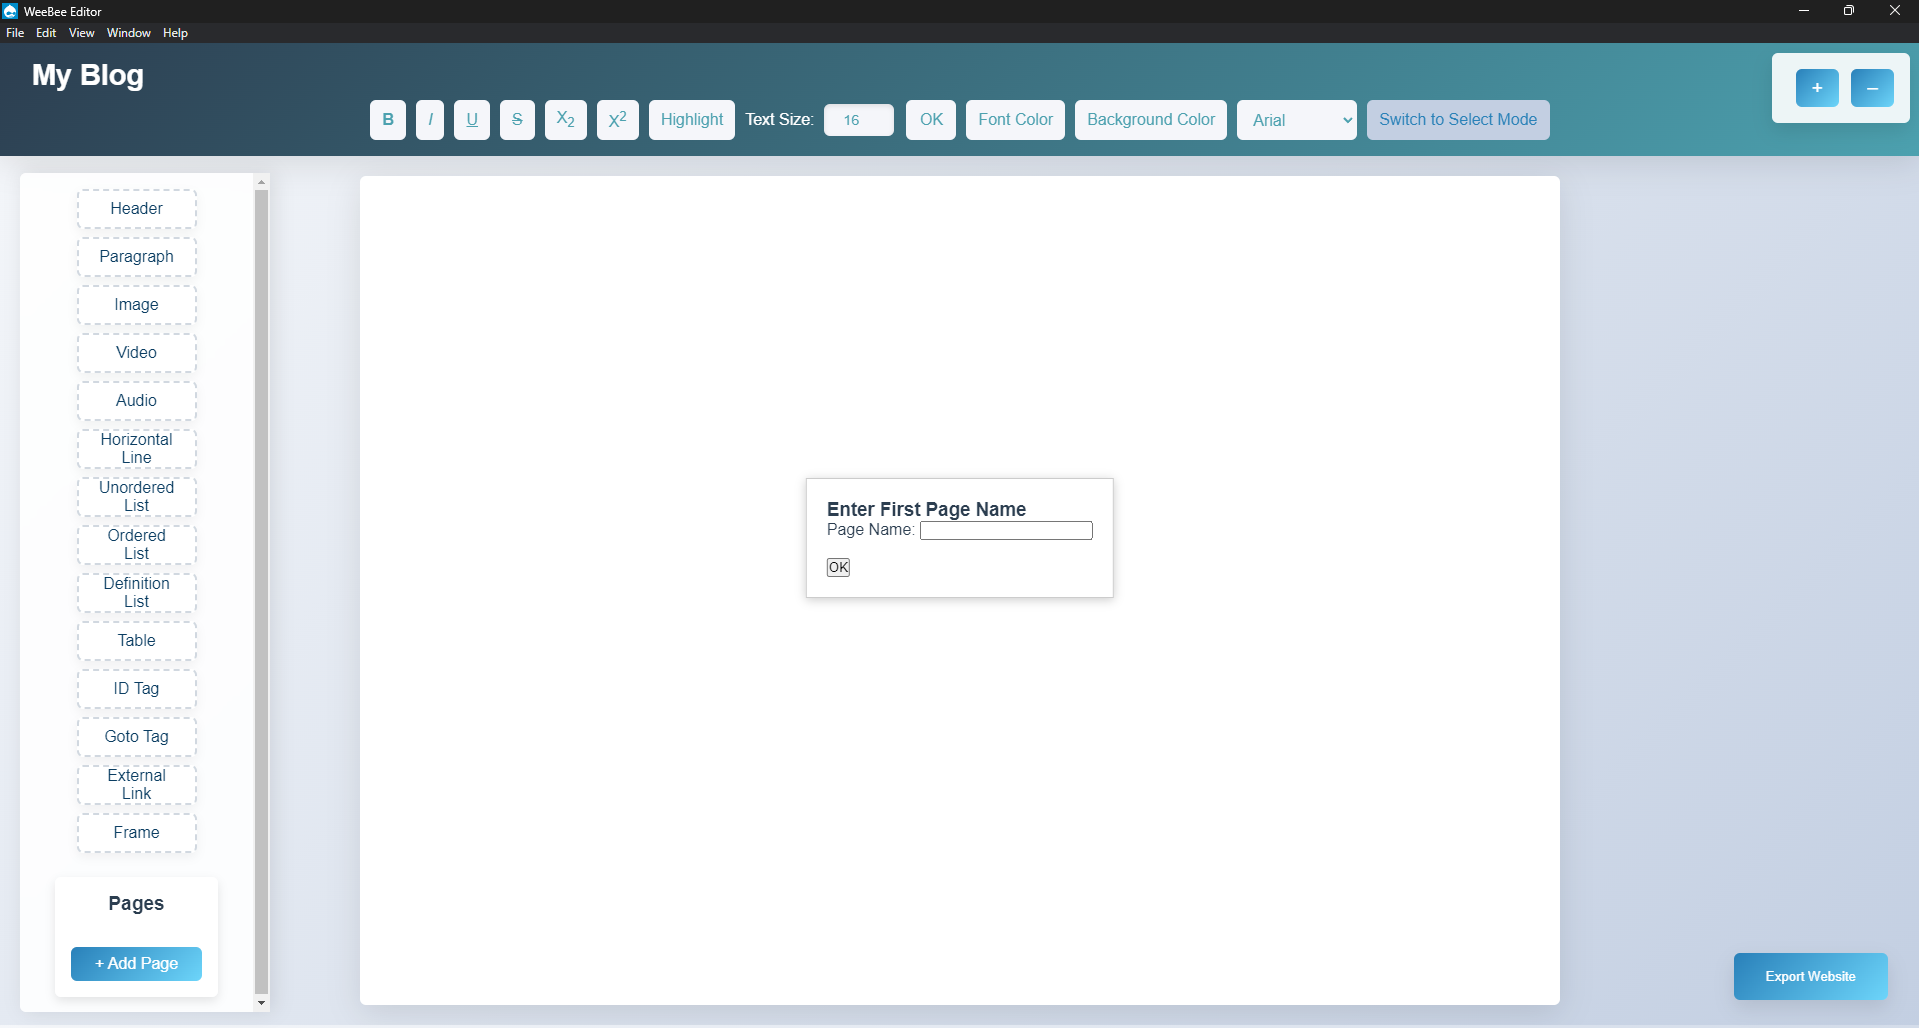 WeeBee Editor
File Edit View Window Help
My Blog
+ −
B I U S X2 X2 Highlight Text Size: 16 OK Font Color Background Color Arial Switch to Select Mode
Header
Paragraph
Image
Video
Audio
Horizontal
Line
Unordered
List
Ordered
List
Definition
List
Table
ID Tag
Goto Tag
External
Link
Frame
Pages
+ Add Page
Enter First Page Name
Page Name:
OK
Export Website